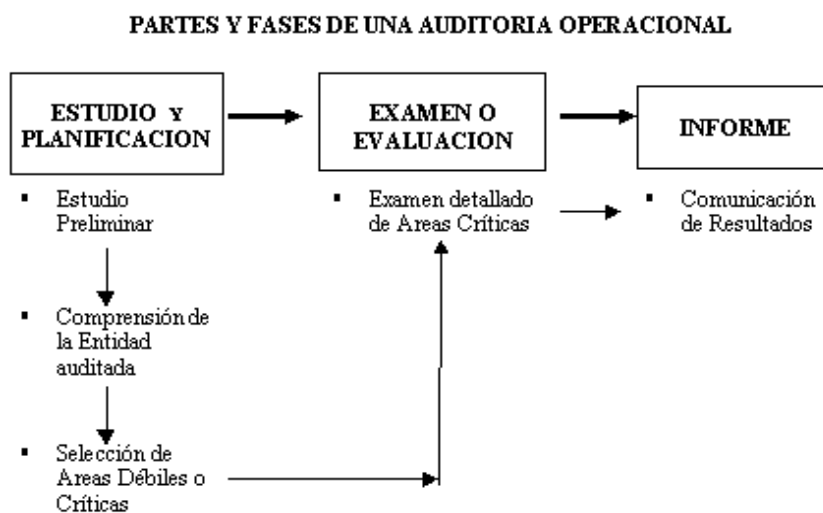 PARTES Y FASES DE UNA AUDITORIA OPERACIONAL
ESTUDIO Y
PLANIFICACION
EXAMEN O
EVALUACION
INFORME
▪ Estudio
Preliminar
▪ Comprensión de
la Entidad
auditada
▪ Selección de
Areas Débiles o
Críticas
▪ Examen detallado
de Areas Críticas
▪ Comunicación
de Resultados